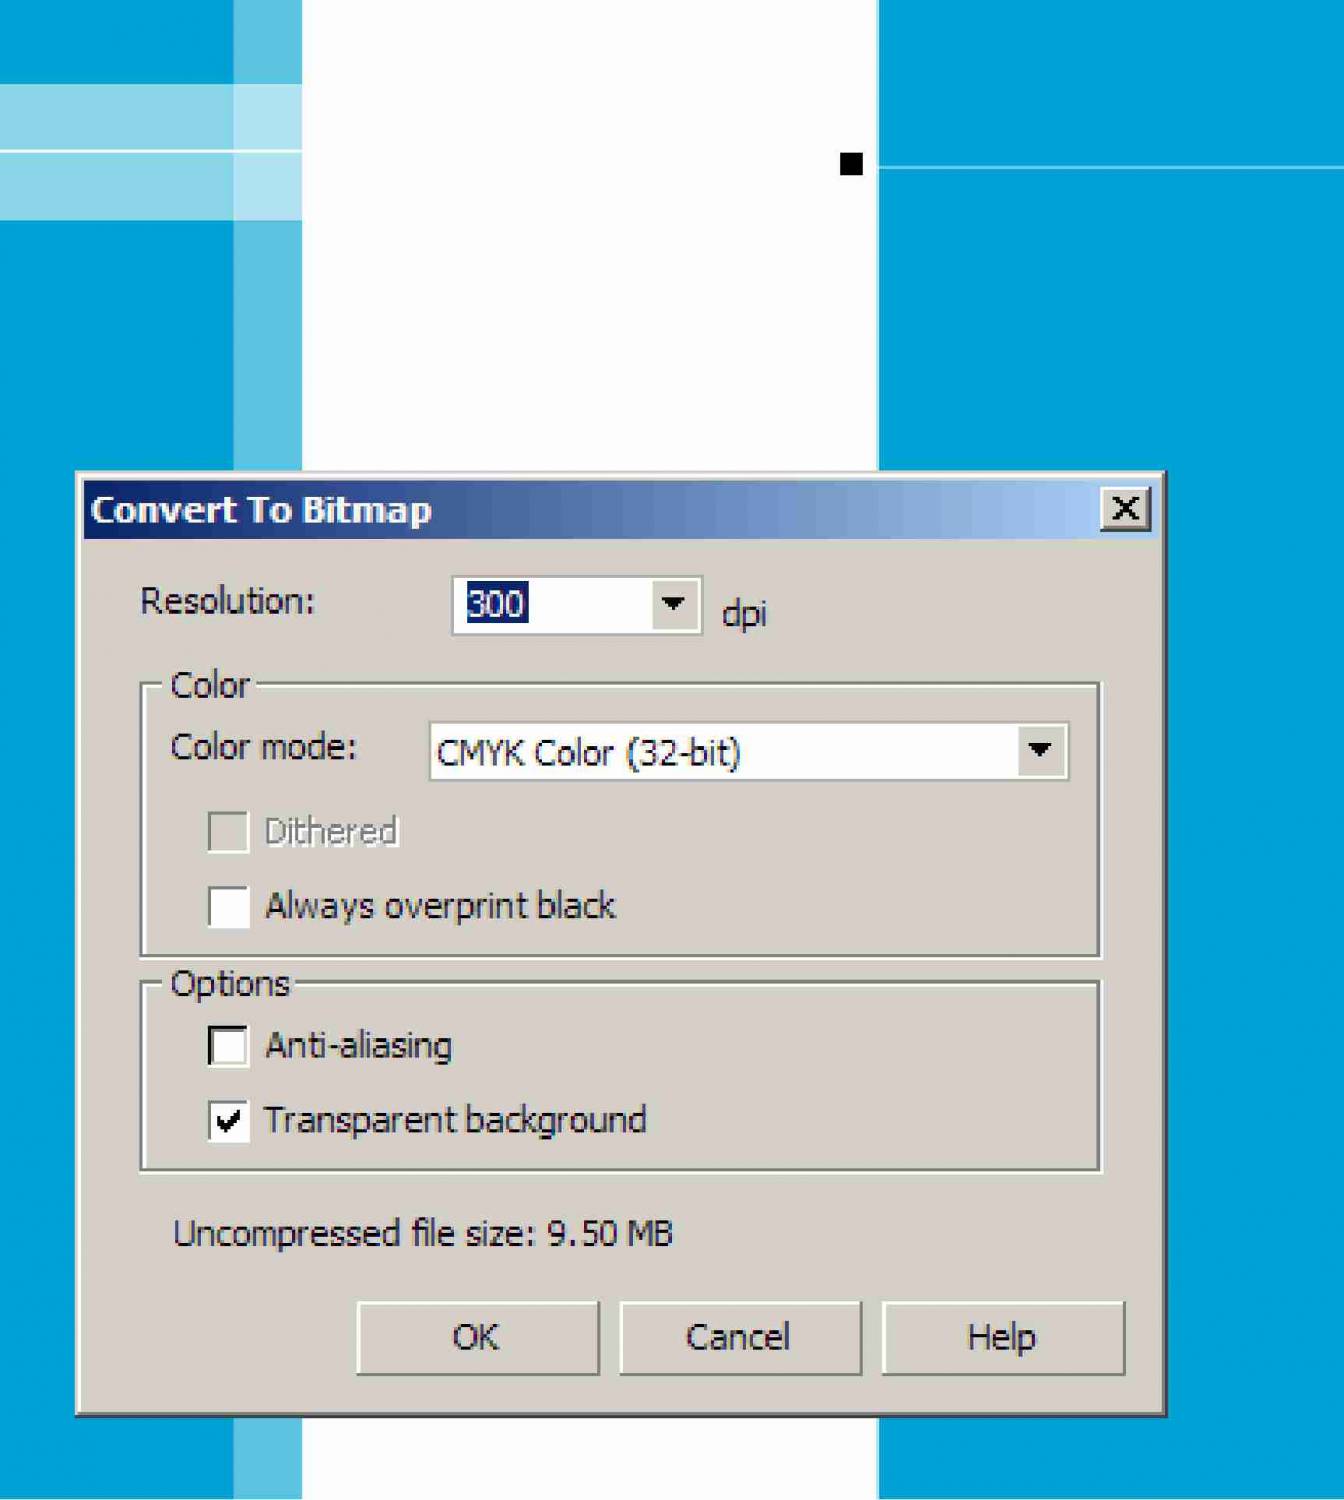 Convert To Bitmap
Resolution: 300 dpi
Color
Color mode: CMYK Color (32-bit)
Dithered
Always overprint black
Options
Anti-aliasing
Transparent background
Uncompressed file size: 9.50 MB
OK Cancel Help